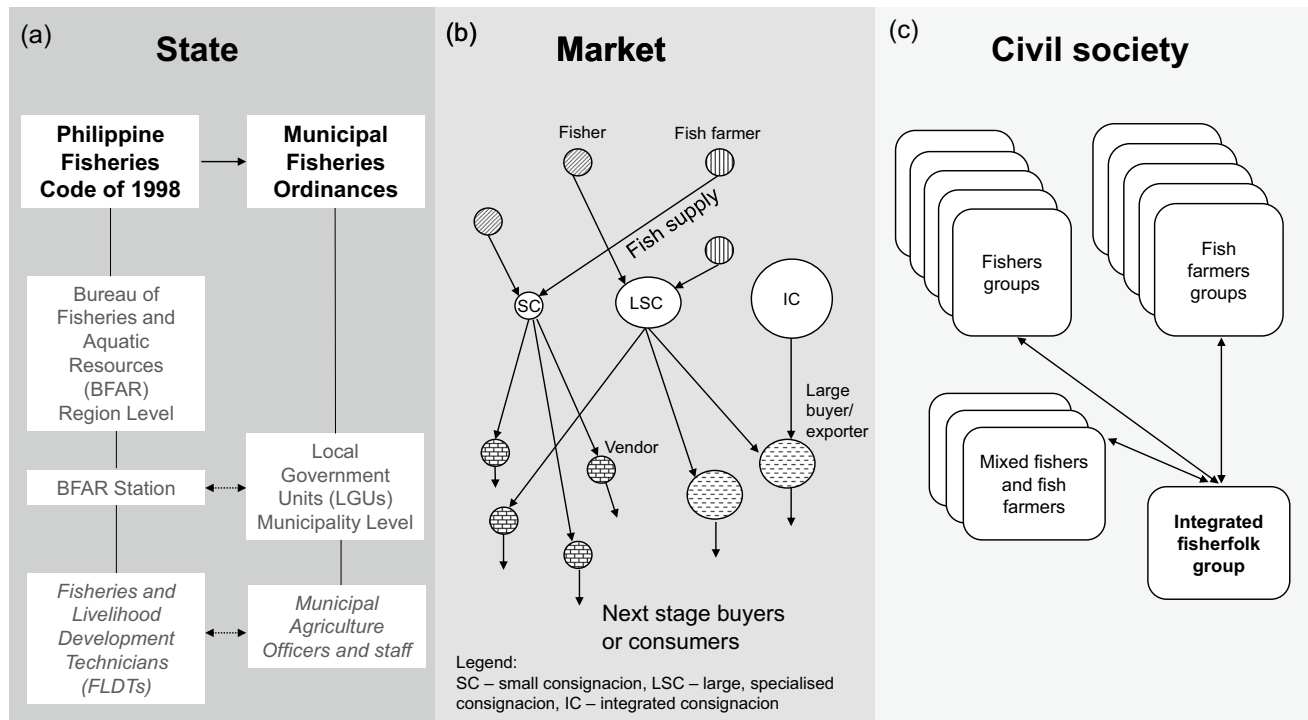 (a)
State
Philippine
Fisheries
Code of 1998
Municipal
Fisheries
Ordinances
Bureau of
Fisheries and
Aquatic
Resources
(BFAR)
Region Level
BFAR Station
Local
Government
Units (LGUs)
Municipality Level
Fisheries and
Livelihood
Development
Technicians
(FLDTs)
Municipal
Agriculture
Officers and staff
(b)
Market
Fisher
Fish farmer
Fish supply
SC
LSC
IC
Large
buyer/
exporter
Vendor
Next stage buyers
or consumers
Legend:
SC – small consignacion, LSC – large, specialised
consignacion, IC – integrated consignacion
(c)
Civil society
Fishers
groups
Fish
farmers
groups
Mixed fishers
and fish
farmers
Integrated
fisherfolk
group